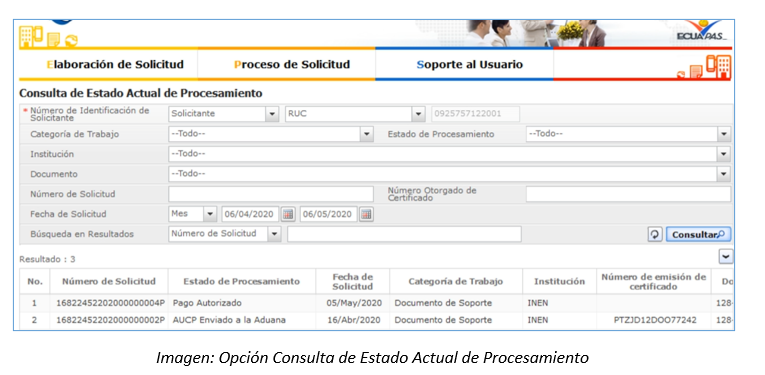 ECUAPASS
Elaboración de Solicitud Proceso de Solicitud Soporte al Usuario
Consulta de Estado Actual de Procesamiento
* Número de Identificación de Solicitante Solicitante RUC 0925757122001
Categoría de Trabajo --Todo-- Estado de Procesamiento --Todo--
Institución --Todo--
Documento --Todo--
Número de Solicitud Número Otorgado de Certificado
Fecha de Solicitud Mes 06/04/2020 06/05/2020
Búsqueda en Resultados Número de Solicitud Consultar
Resultado : 3
No. Número de Solicitud Estado de Procesamiento Fecha de Solicitud Categoría de Trabajo Institución Número de emisión de certificado Do
1 16822452202000000004P Pago Autorizado 05/May/2020 Documento de Soporte INEN 128-
2 16822452202000000002P AUCP Enviado a la Aduana 16/Abr/2020 Documento de Soporte INEN PTZJD12DOO77242 128-
Imagen: Opción Consulta de Estado Actual de Procesamiento